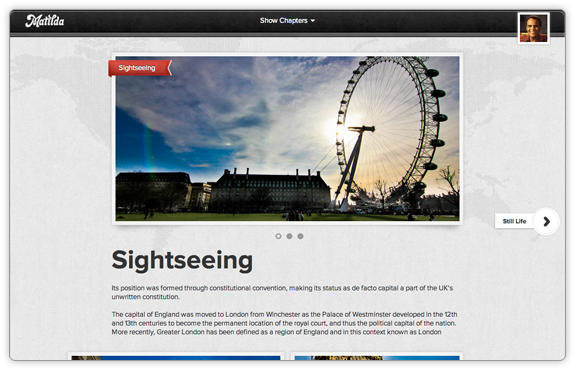 Matilda
Show Chapters
Sightseeing
Still Life
Sightseeing
Its position was formed through constitutional convention, making its status as de facto capital a part of the UK's
unwritten constitution.
The capital of England was moved to London from Winchester as the Palace of Westminster developed in the 12th
and 13th centuries to become the permanent location of the royal court, and thus the political capital of the nation.
More recently, Greater London has been defined as a region of England and in this context known as London